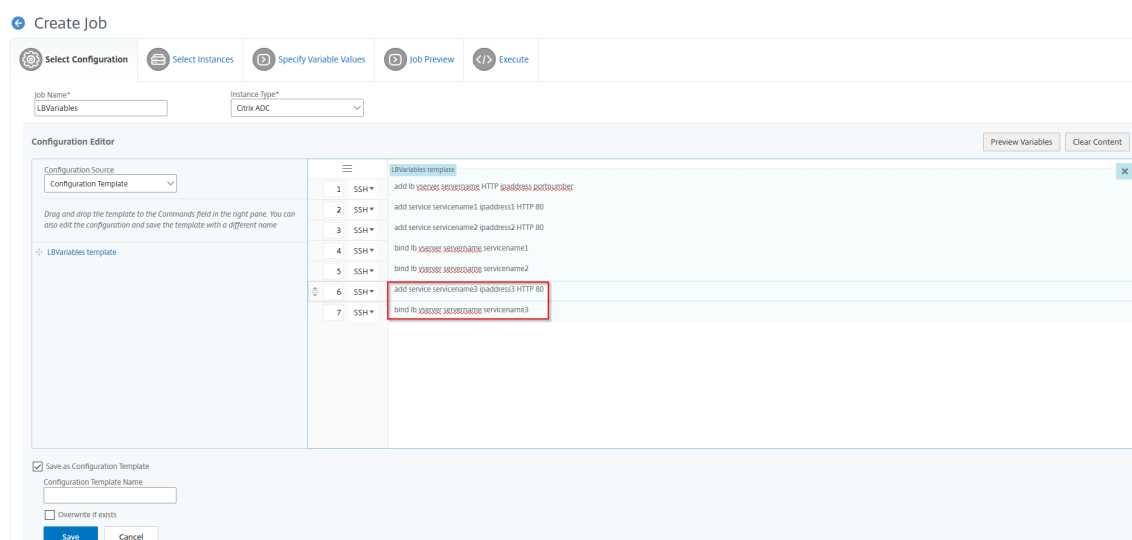 Create Job
Select Configuration
Select Instances
Specify Variable Values
Job Preview
Execute
Job Name*
Instance Type*
LBVariables
Citrix ADC
Configuration Editor
Preview Variables
Clear Content
Configuration Source
Configuration Template
Drag and drop the template to the Commands field in the right pane. You can
also edit the configuration and save the template with a different name
LBVariables template
LBVariables template
1 SSH add lb vserver servername HTTP ipaddress portnumber
2 SSH add service servicename1 ipaddress1 HTTP 80
3 SSH add service servicename2 ipaddress2 HTTP 80
4 SSH bind lb vserver servername servicename1
5 SSH bind lb vserver servername servicename2
6 SSH add service servicename3 ipaddress3 HTTP 80
7 SSH bind lb vserver servername servicename3
Save as Configuration Template
Configuration Template Name
Overwrite if exists
Save
Cancel